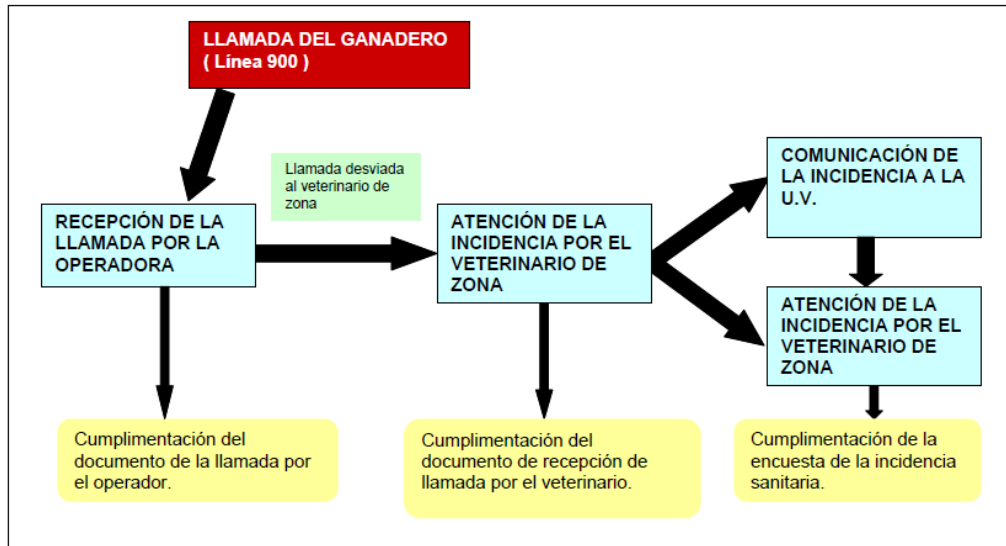 LLAMADA DEL GANADERO
( Línea 900 )
Llamada desviada
al veterinario de
zona
COMUNICACIÓN DE
LA INCIDENCIA A LA
U.V.
RECEPCIÓN DE LA
LLAMADA POR LA
OPERADORA
ATENCIÓN DE LA
INCIDENCIA POR EL
VETERINARIO DE
ZONA
ATENCIÓN DE LA
INCIDENCIA POR EL
VETERINARIO DE
ZONA
Cumplimentación del
documento de la llamada por
el operador.
Cumplimentación del
documento de recepción de
llamada por el veterinario.
Cumplimentación de la
encuesta de la incidencia
sanitaria.